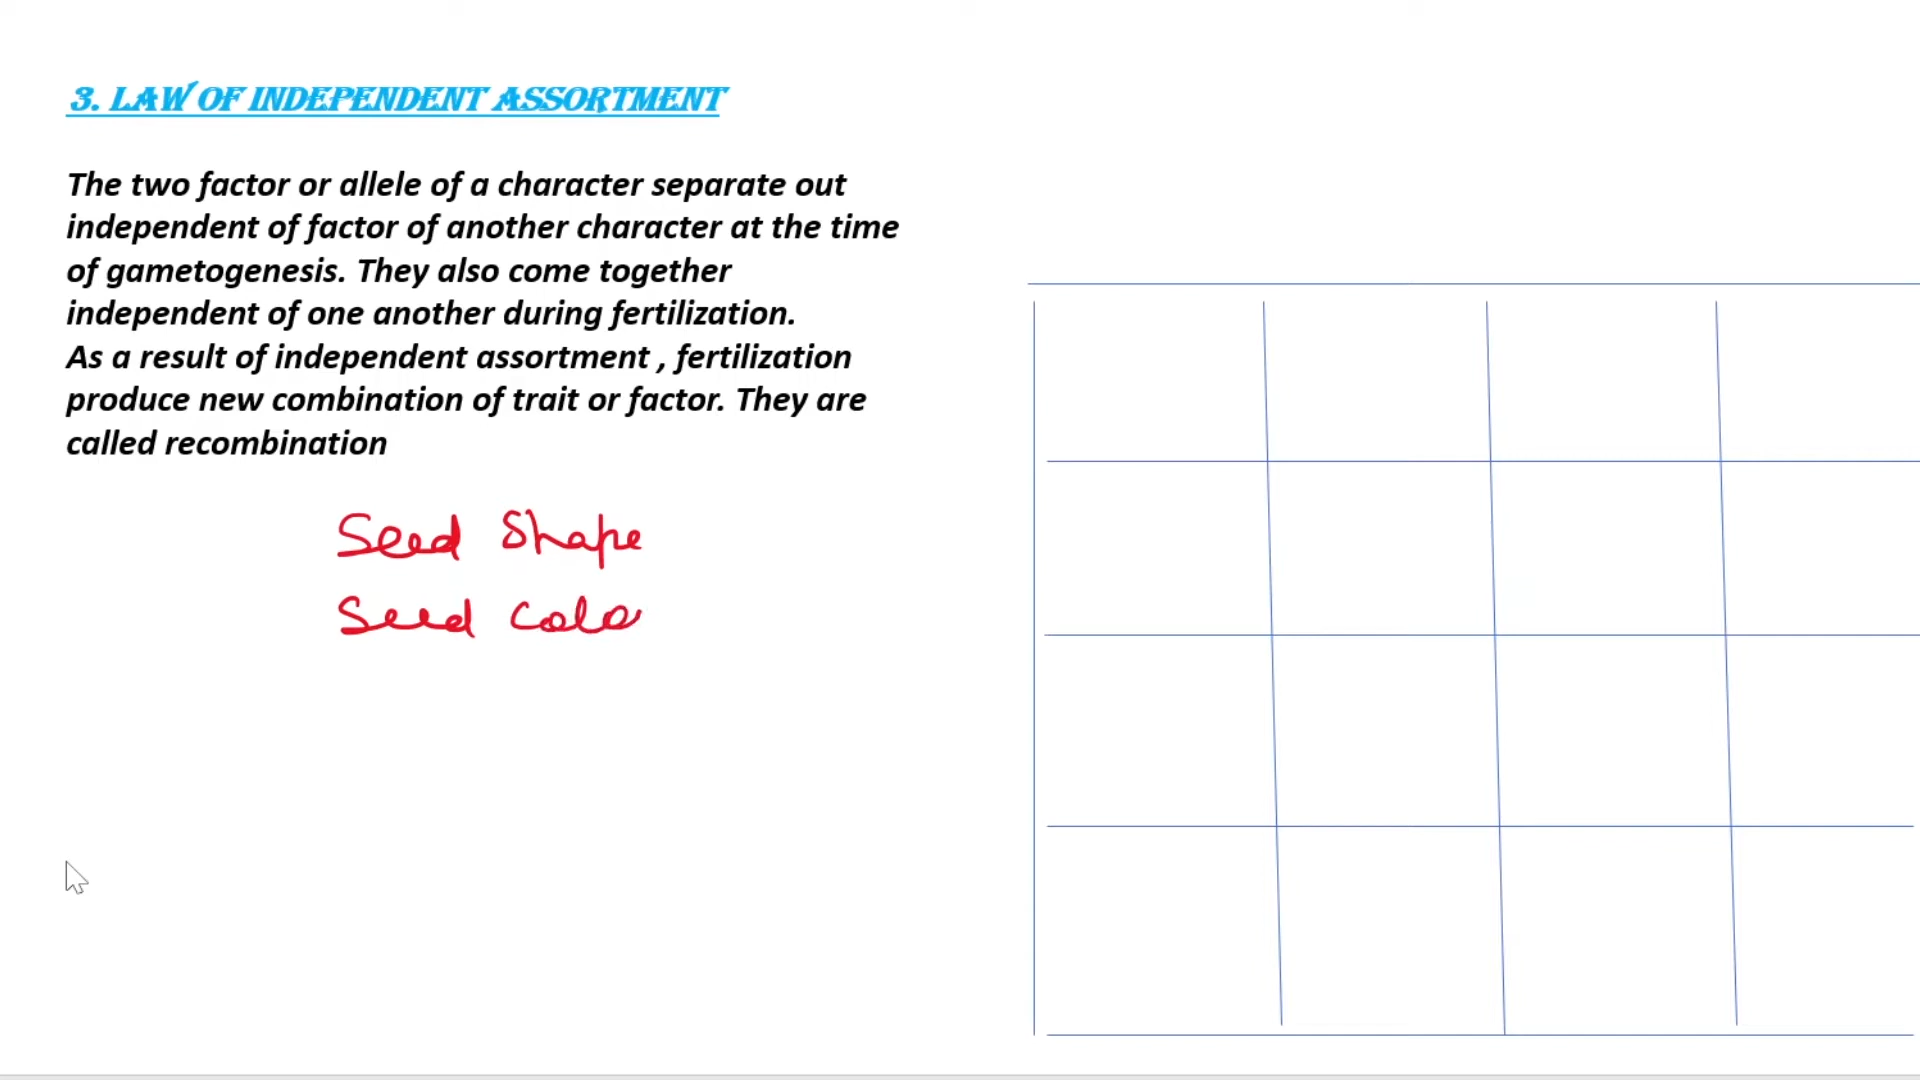 3. LAW OF INDEPENDENT ASSORTMENT
The two factor or allele of a character separate out
independent of factor of another character at the time
of gametogenesis. They also come together
independent of one another during fertilization.
As a result of independent assortment , fertilization
produce new combination of trait or factor. They are
called recombination
Seed Shape
Seed Colo